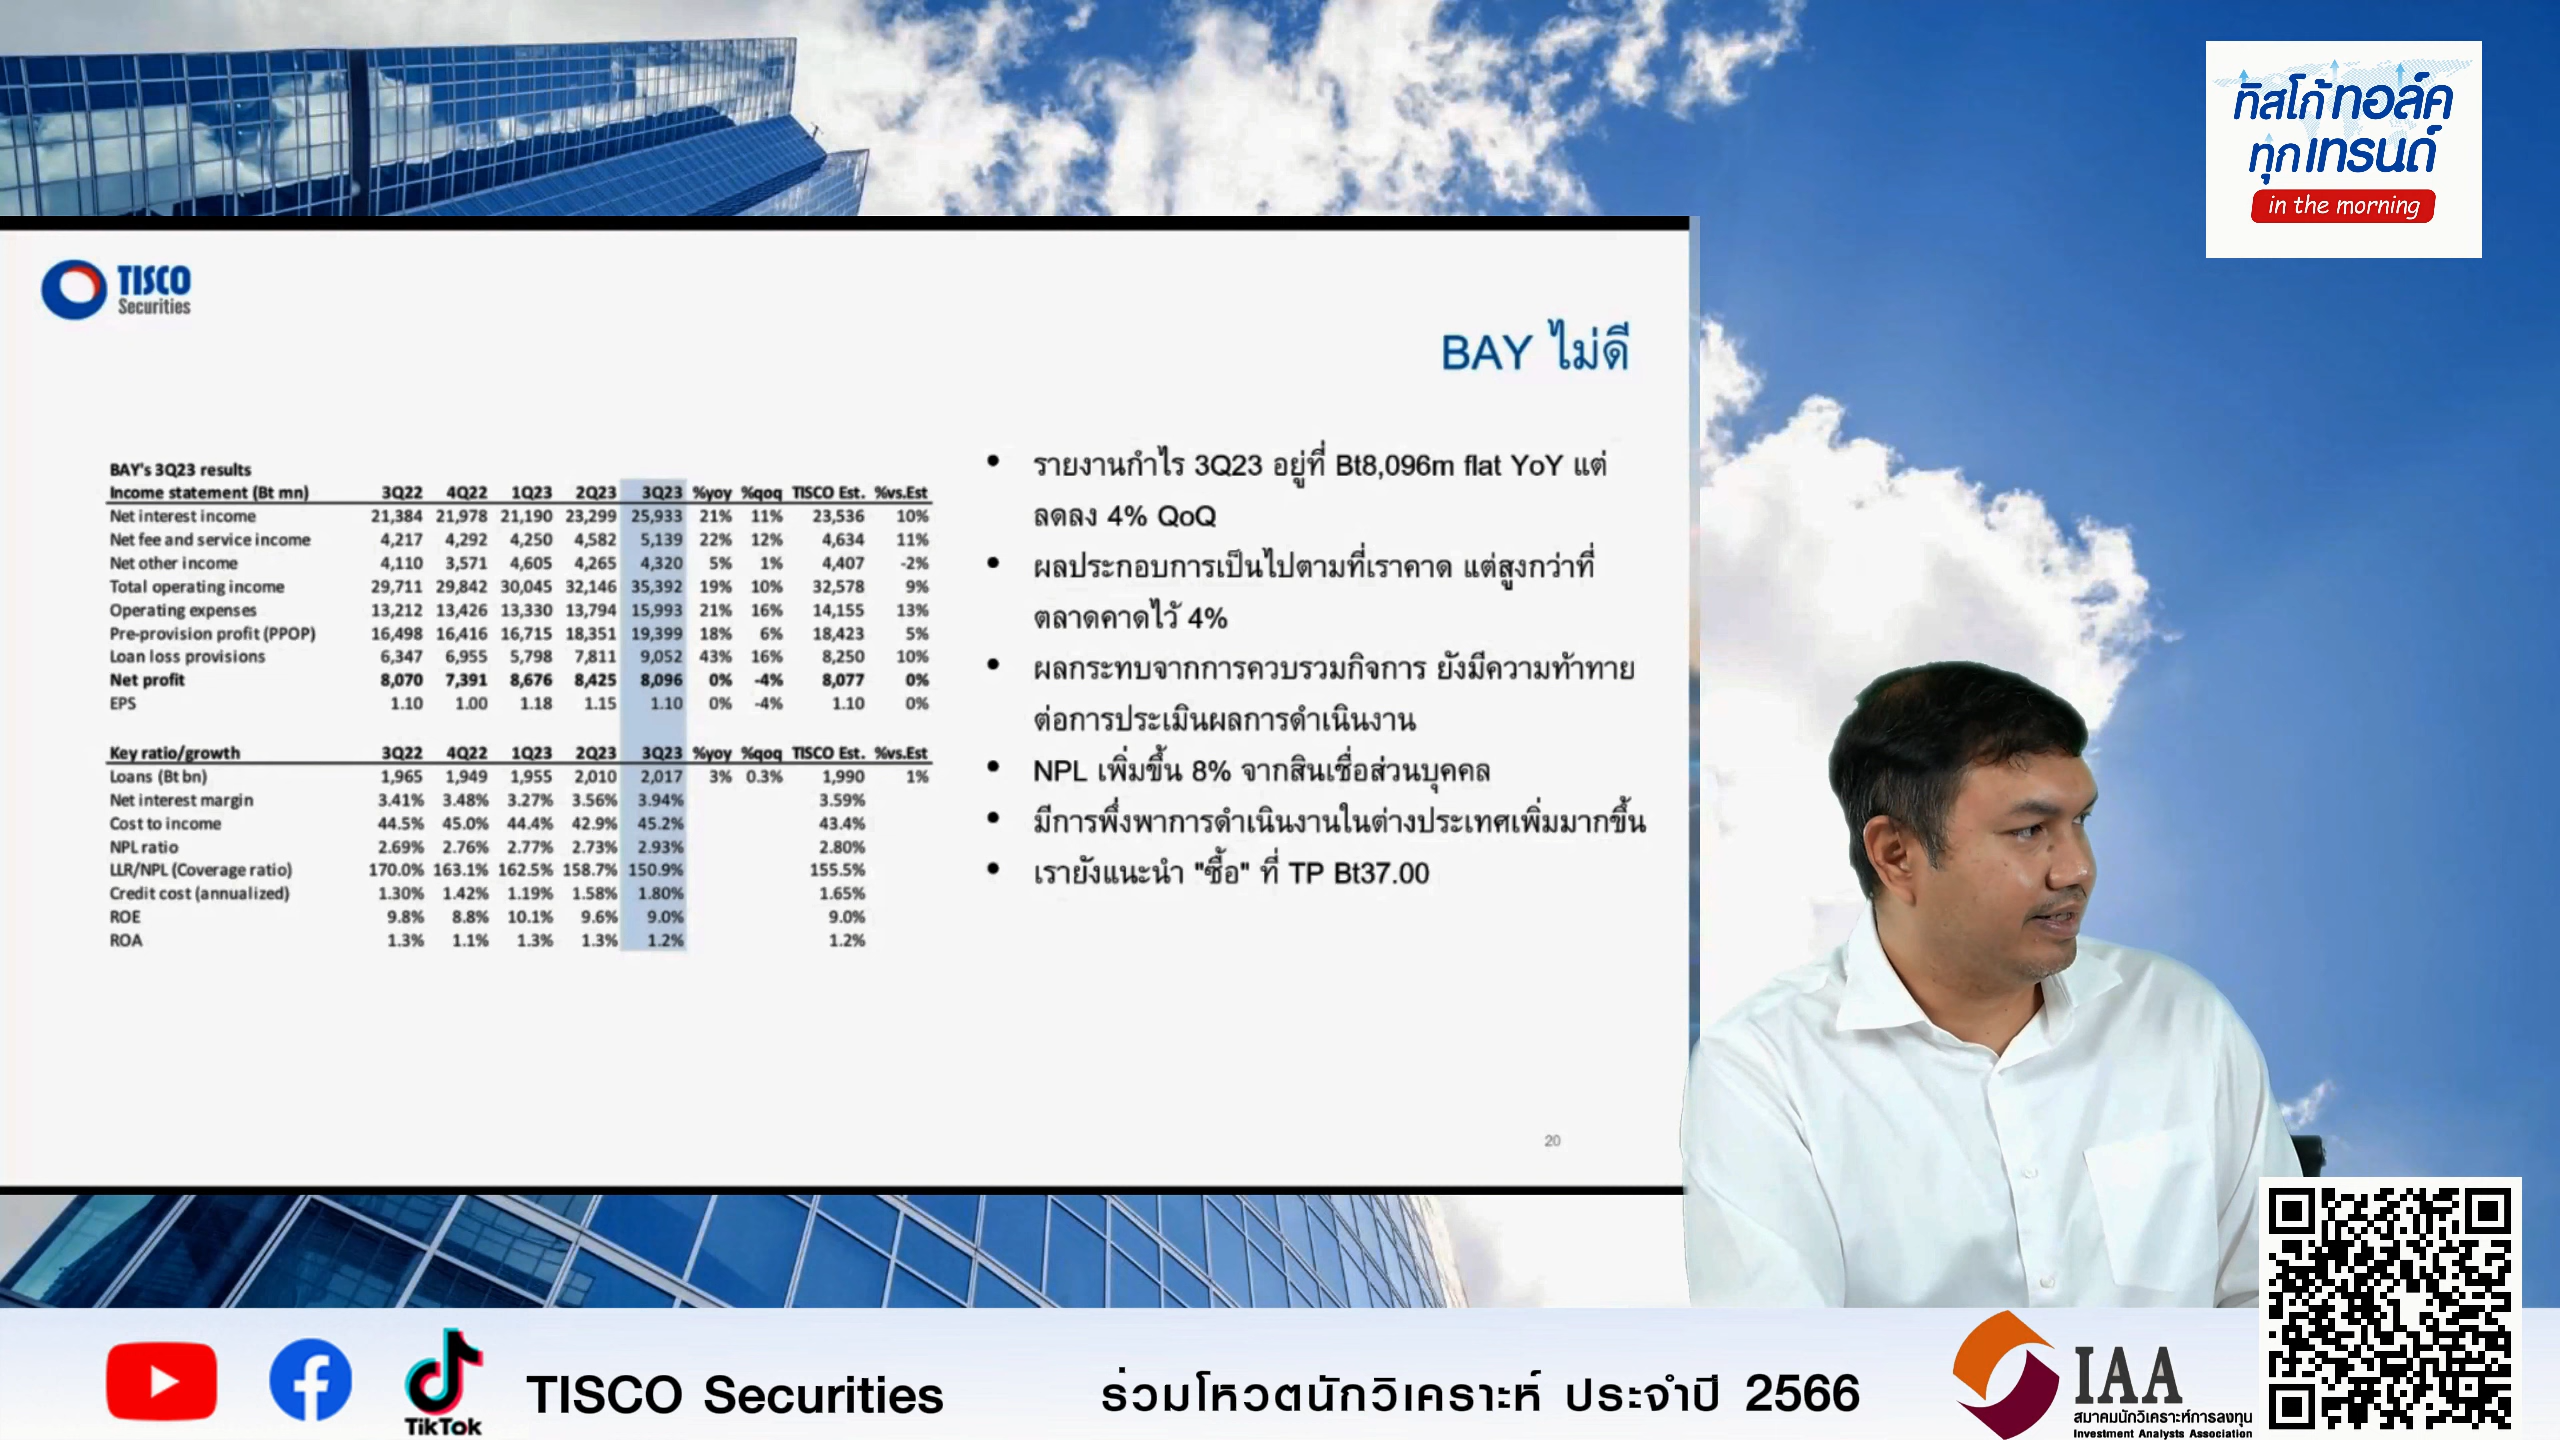 ทิสโก้ทอล์ค
ทุกเทรนด์
in the morning
TISCO
Securities
BAY ไม่ดี
BAY's 3Q23 results
Income statement (Bt mn) 3Q22 4Q22 1Q23 2Q23 3Q23 %yoy %qoq TISCO Est. %vs.Est
Net interest income 21,384 21,978 21,190 23,299 25,933 21% 11% 23,536 10%
Net fee and service income 4,217 4,292 4,250 4,582 5,139 22% 12% 4,634 11%
Net other income 4,110 3,571 4,605 4,265 4,320 5% 1% 4,407 -2%
Total operating income 29,711 29,842 30,045 32,146 35,392 19% 10% 32,578 9%
Operating expenses 13,212 13,426 13,330 13,794 15,993 21% 16% 14,155 13%
Pre-provision profit (PPOP) 16,498 16,416 16,715 18,351 19,399 18% 6% 18,423 5%
Loan loss provisions 6,347 6,955 5,798 7,811 9,052 43% 16% 8,250 10%
Net profit 8,070 7,391 8,676 8,425 8,096 0% -4% 8,077 0%
EPS 1.10 1.00 1.18 1.15 1.10 0% -4% 1.10 0%
Key ratio/growth 3Q22 4Q22 1Q23 2Q23 3Q23 %yoy %qoq TISCO Est. %vs.Est
Loans (Bt bn) 1,965 1,949 1,955 2,010 2,017 3% 0.3% 1,990 1%
Net interest margin 3.41% 3.48% 3.27% 3.56% 3.94% 3.59%
Cost to income 44.5% 45.0% 44.4% 42.9% 45.2% 43.4%
NPL ratio 2.69% 2.76% 2.77% 2.73% 2.93% 2.80%
LLR/NPL (Coverage ratio) 170.0% 163.1% 162.5% 158.7% 150.9% 155.5%
Credit cost (annualized) 1.30% 1.42% 1.19% 1.58% 1.80% 1.65%
ROE 9.8% 8.8% 10.1% 9.6% 9.0% 9.0%
ROA 1.3% 1.1% 1.3% 1.3% 1.2% 1.2%
• รายงานกำไร 3Q23 อยู่ที่ Bt8,096m flat YoY แต่
ลดลง 4% QoQ
• ผลประกอบการเป็นไปตามที่เราคาด แต่สูงกว่าที่
ตลาดคาดไว้ 4%
• ผลกระทบจากการควบรวมกิจการ ยังมีความท้าทาย
ต่อการประเมินผลการดำเนินงาน
• NPL เพิ่มขึ้น 8% จากสินเชื่อส่วนบุคคล
• มีการพึ่งพาการดำเนินงานในต่างประเทศเพิ่มมากขึ้น
• เรายังแนะนำ "ซื้อ" ที่ TP Bt37.00
20
TikTok
TISCO Securities
ร่วมโหวตนักวิเคราะห์ ประจำปี 2566
IAA
สมาคมนักวิเคราะห์การลงทุน
Investment Analysts Association